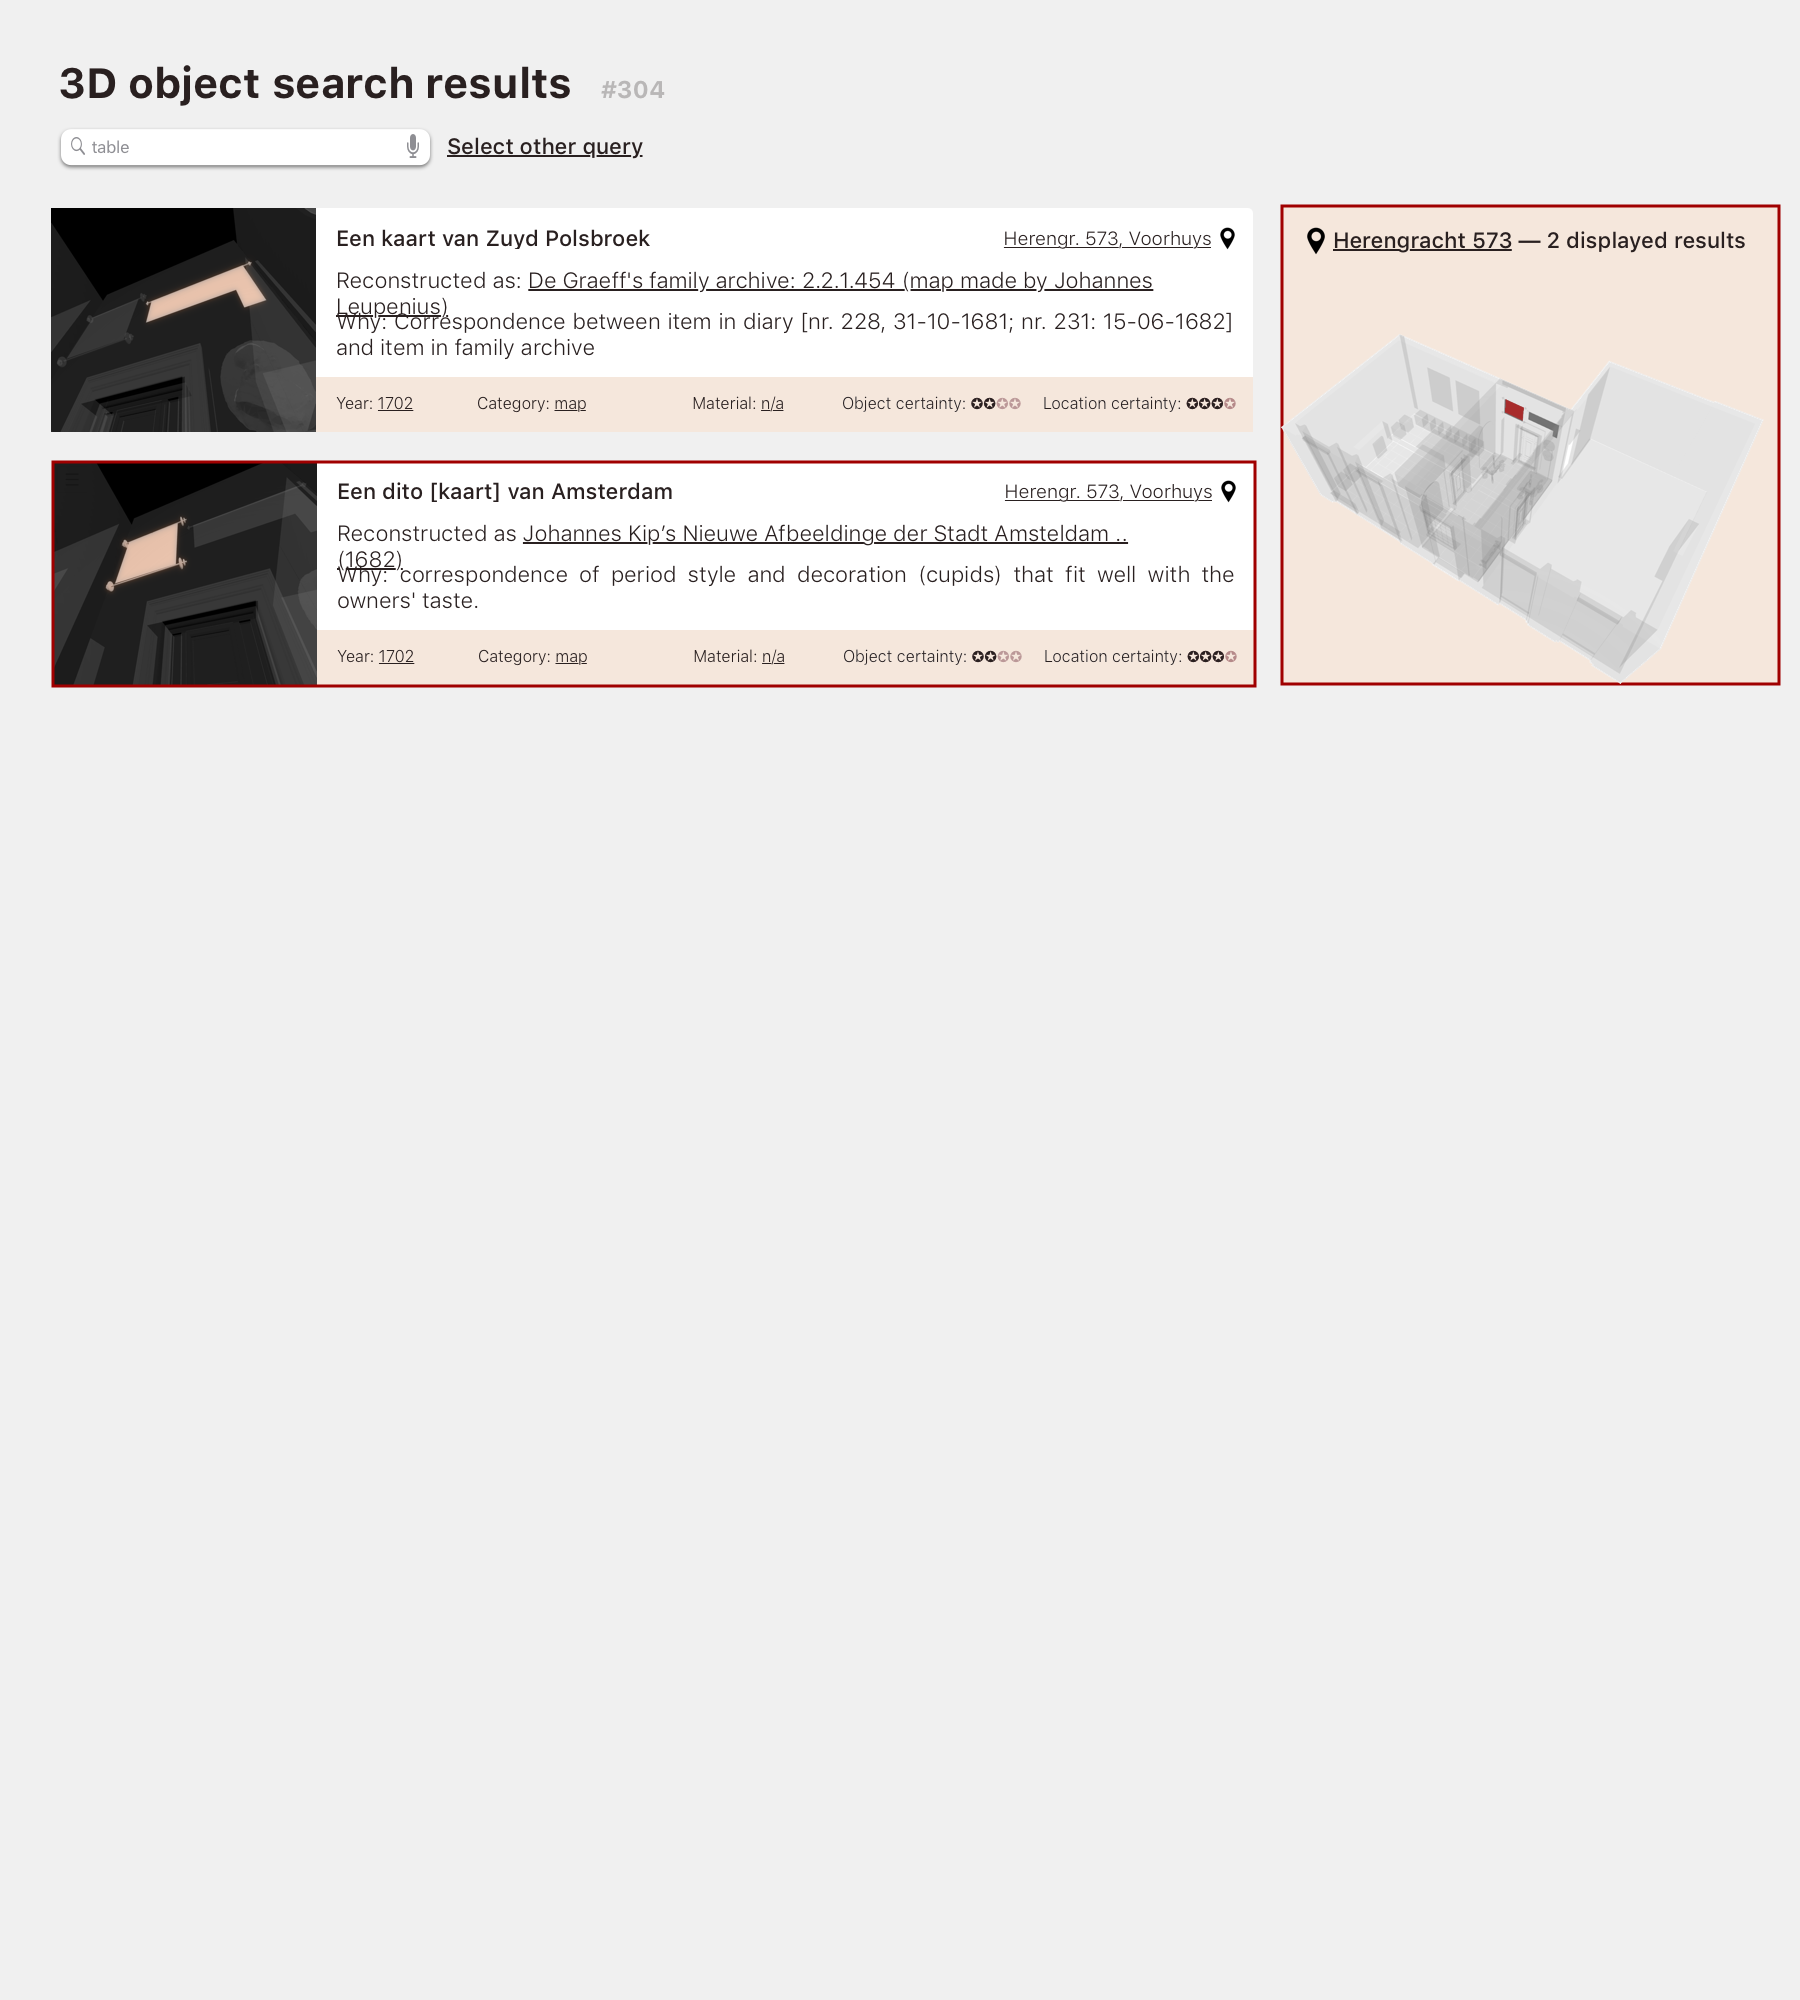 3D object search results #304
table
Select other query
Een kaart van Zuyd Polsbroek
Herengr. 573, Voorhuys
Reconstructed as: De Graeff's family archive: 2.2.1.454 (map made by Johannes
Leupenius)
Why: Correspondence between item in diary [nr. 228, 31-10-1681; nr. 231: 15-06-1682]
and item in family archive
Year: 1702 Category: map Material: n/a Object certainty: ✪✪✪✪ Location certainty: ✪✪✪✪
Een dito [kaart] van Amsterdam
Herengr. 573, Voorhuys
Reconstructed as Johannes Kip’s Nieuwe Afbeeldinge der Stadt Amsteldam ..
(1682).
Why: correspondence of period style and decoration (cupids) that fit well with the
owners' taste.
Year: 1702 Category: map Material: n/a Object certainty: ✪✪✪✪ Location certainty: ✪✪✪✪
Herengracht 573 — 2 displayed results